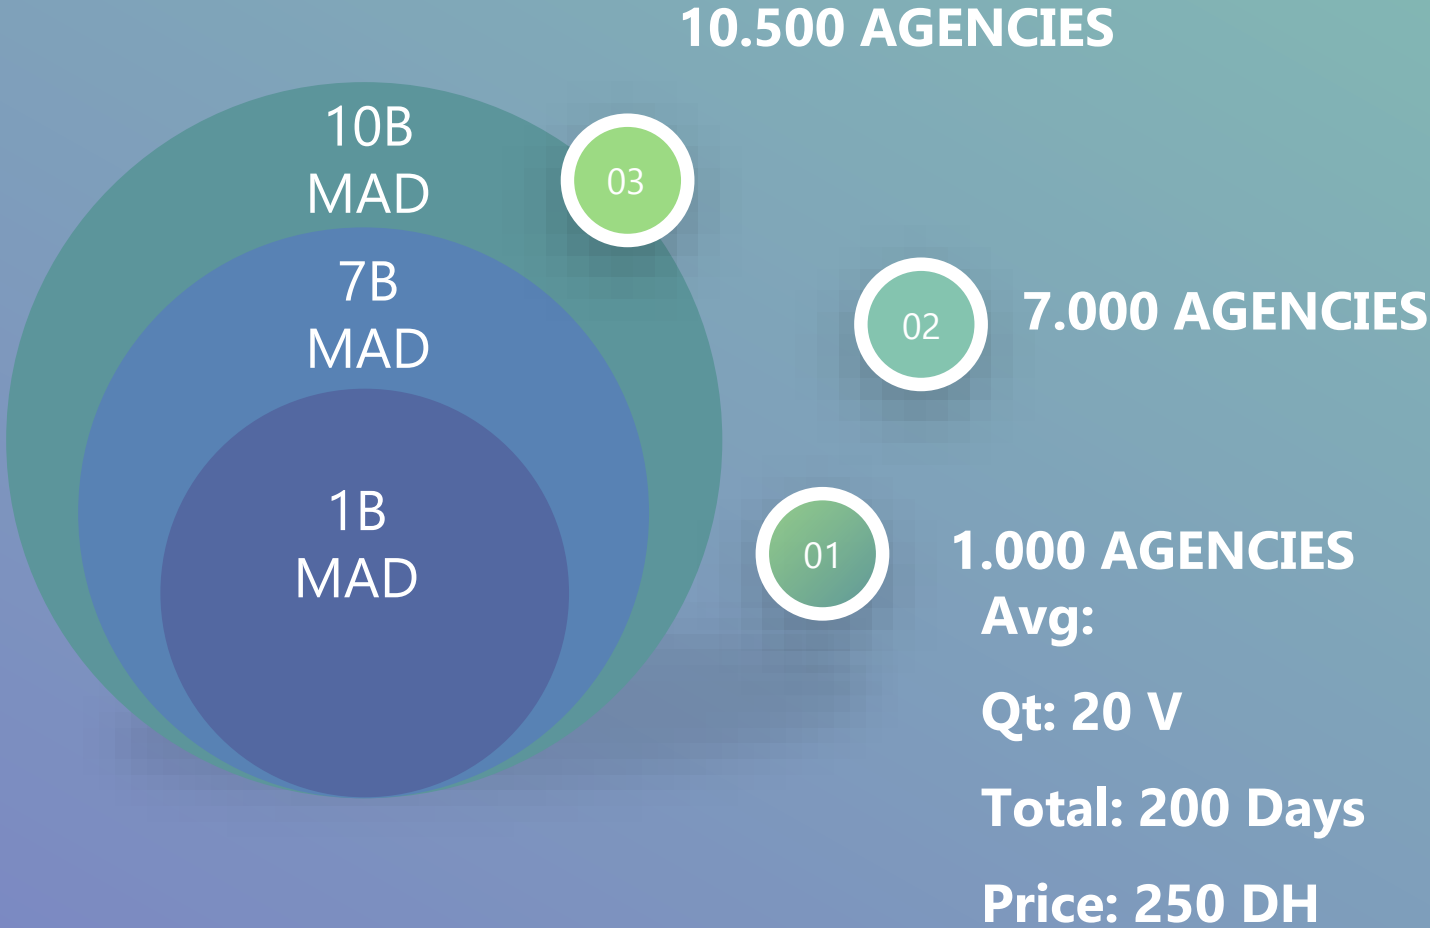 10.500 AGENCIES
10B
MAD
03
7B
MAD
02
7.000 AGENCIES
1B
MAD
01
1.000 AGENCIES
Avg:
Qt: 20 V
Total: 200 Days
Price: 250 DH